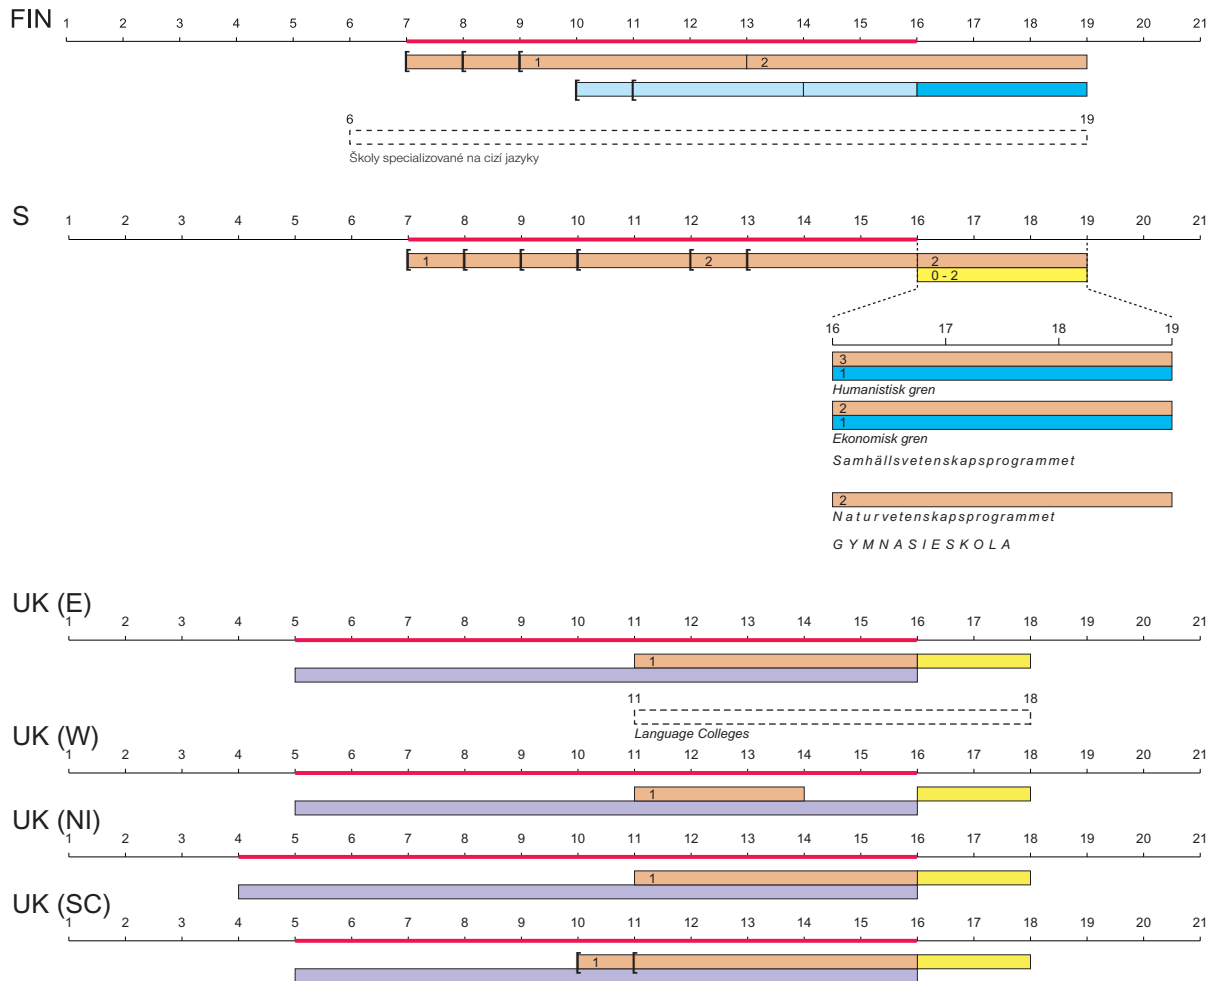 FIN
1 2 3 4 5 6 7 8 9 10 11 12 13 14 15 16 17 18 19 20 21
1 2
6 19
Školy specializované na cizí jazyky
S
1 2 3 4 5 6 7 8 9 10 11 12 13 14 15 16 17 18 19 20 21
1 2 2
0 - 2
16 17 18 19
3
1
Humanistisk gren
2
1
Ekonomisk gren
Samhällsvetenskapsprogrammet
2
Naturvetenskapsprogrammet
GYMNASIESKOLA
UK (E)
1 2 3 4 5 6 7 8 9 10 11 12 13 14 15 16 17 18 19 20 21
1
11 18
Language Colleges
UK (W)
1 2 3 4 5 6 7 8 9 10 11 12 13 14 15 16 17 18 19 20 21
1
UK (NI)
1 2 3 4 5 6 7 8 9 10 11 12 13 14 15 16 17 18 19 20 21
1
UK (SC)
1 2 3 4 5 6 7 8 9 10 11 12 13 14 15 16 17 18 19 20 21
1